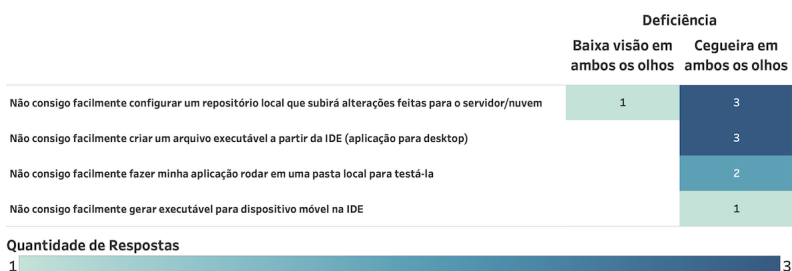 Deficiência
Baixa visão em Cegueira em
ambos os olhos ambos os olhos
Não consigo facilmente configurar um repositório local que subirá alterações feitas para o servidor/nuvem 1 3
Não consigo facilmente criar um arquivo executável a partir da IDE (aplicação para desktop) 3
Não consigo facilmente fazer minha aplicação rodar em uma pasta local para testá-la 2
Não consigo facilmente gerar executável para dispositivo móvel na IDE 1
Quantidade de Respostas
1 3